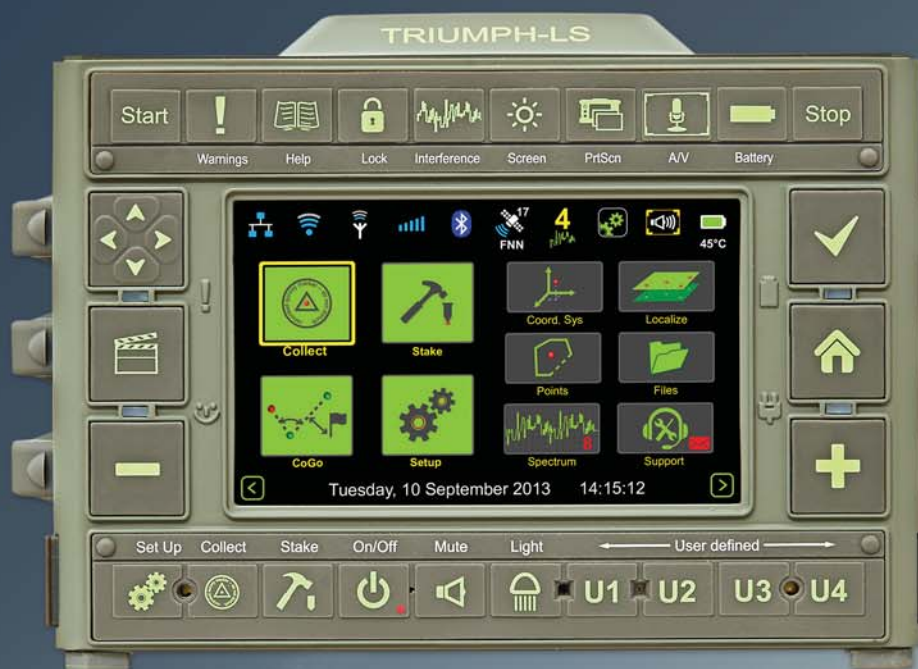 TRIUMPH-LS
Start
Stop
Warnings Help Lock Interference Screen PrtScn A/V Battery
17
4
FNN
45°C
Collect Stake Coord. Sys Localize
Points Files
8
CoGo Setup Spectrum Support
Tuesday, 10 September 2013 14:15:12
Set Up Collect Stake On/Off Mute Light User defined
U1 U2 U3 U4